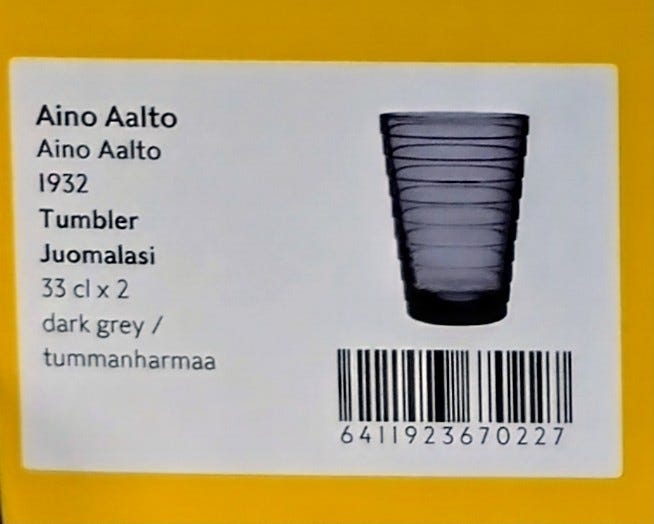 Aino Aalto
Aino Aalto
1932
Tumbler
Juomalasi
33 cl x 2
dark grey /
tummanharmaa
6411923670227